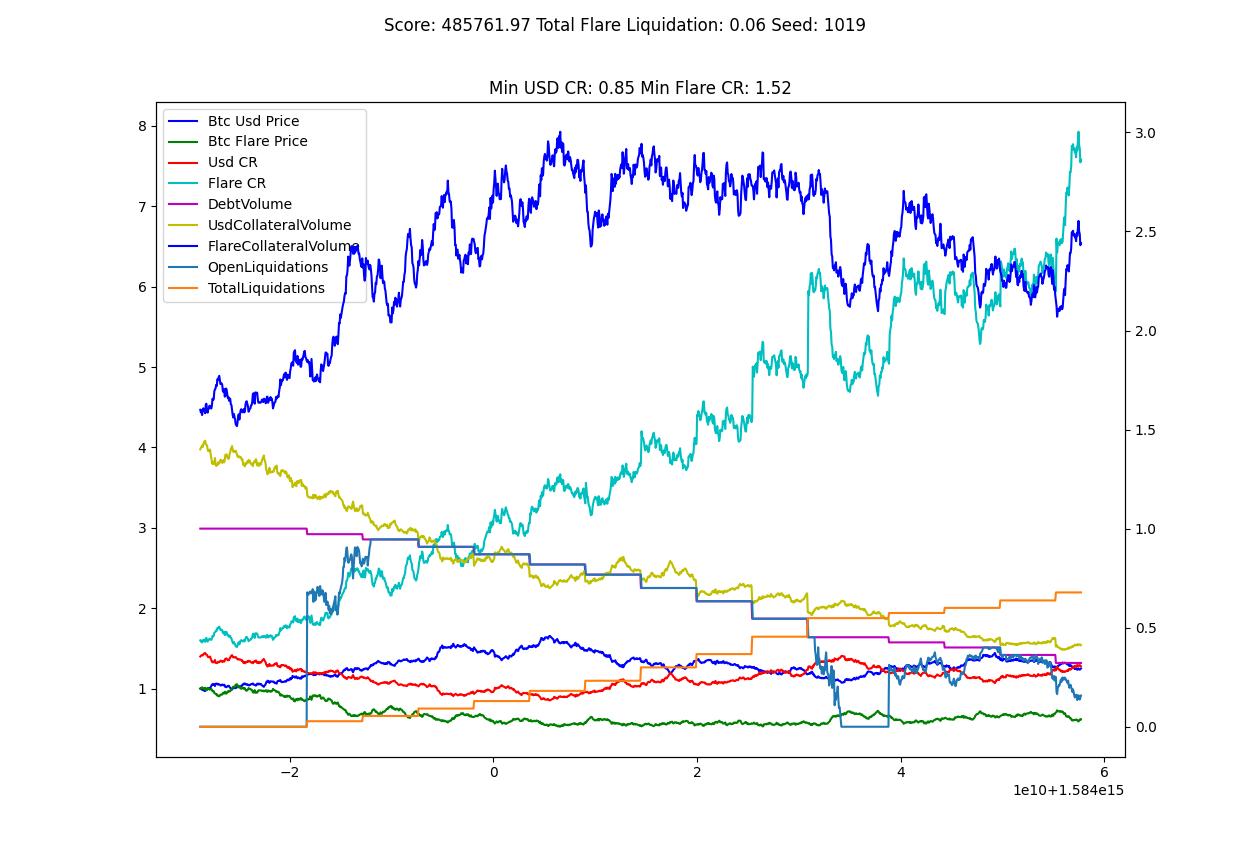 Score: 485761.97 Total Flare Liquidation: 0.06 Seed: 1019
Min USD CR: 0.85 Min Flare CR: 1.52
Btc Usd Price
Btc Flare Price
Usd CR
Flare CR
DebtVolume
UsdCollateralVolume
FlareCollateralVolume
OpenLiquidations
TotalLiquidations
8
7
6
5
4
3
2
1
3.0
2.5
2.0
1.5
1.0
0.5
0.0
−2
0
2
4
6
1e10+1.584e15